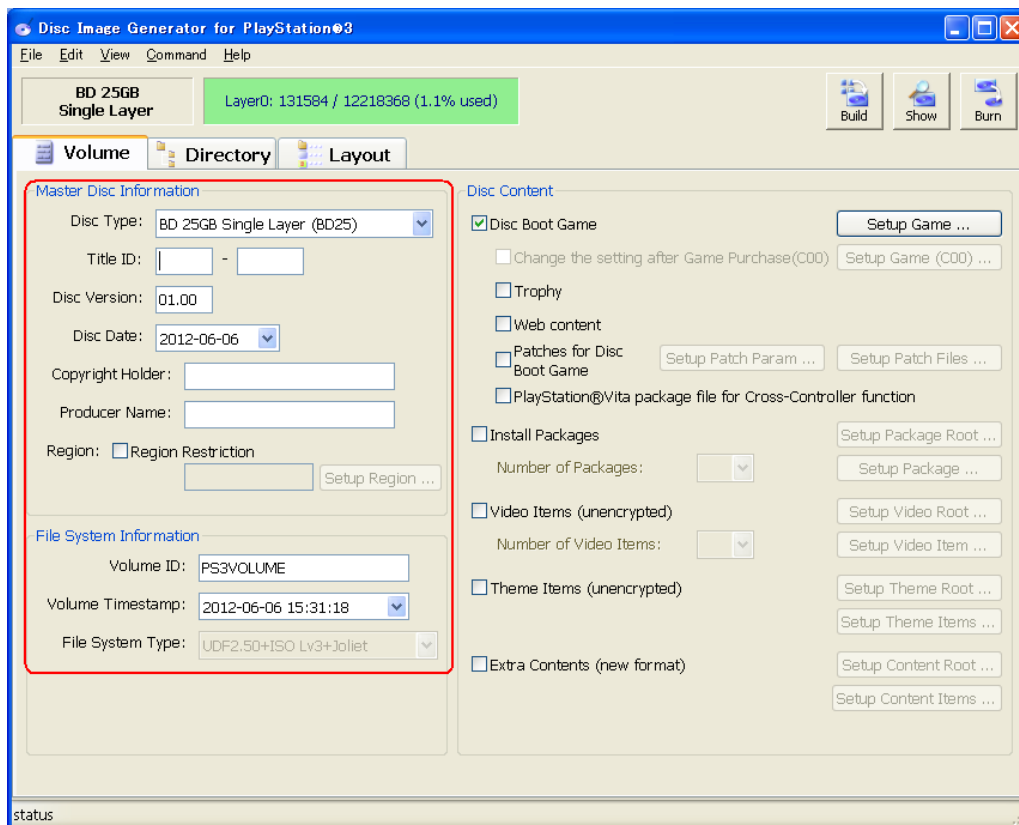 Disc Image Generator for PlayStation®3
File Edit View Command Help
BD 25GB
Single Layer
Layer0: 131584 / 12218368 (1.1% used)
Build
Show
Burn
Volume
Directory
Layout
Master Disc Information
Disc Type: BD 25GB Single Layer (BD25)
Title ID: -
Disc Version: 01.00
Disc Date: 2012-06-06
Copyright Holder:
Producer Name:
Region: Region Restriction
Setup Region ...
File System Information
Volume ID: PS3VOLUME
Volume Timestamp: 2012-06-06 15:31:18
File System Type: UDF2.50+ISO Lv3+Joliet
Disc Content
Disc Boot Game Setup Game ...
Change the setting after Game Purchase(C00) Setup Game (C00) ...
Trophy
Web content
Patches for Disc
Boot Game
Setup Patch Param ... Setup Patch Files ...
PlayStation®Vita package file for Cross-Controller function
Install Packages Setup Package Root ...
Number of Packages: Setup Package ...
Video Items (unencrypted) Setup Video Root ...
Number of Video Items: Setup Video Item ...
Theme Items (unencrypted) Setup Theme Root ...
Setup Theme Items ...
Extra Contents (new format) Setup Content Root ...
Setup Content Items ...
status